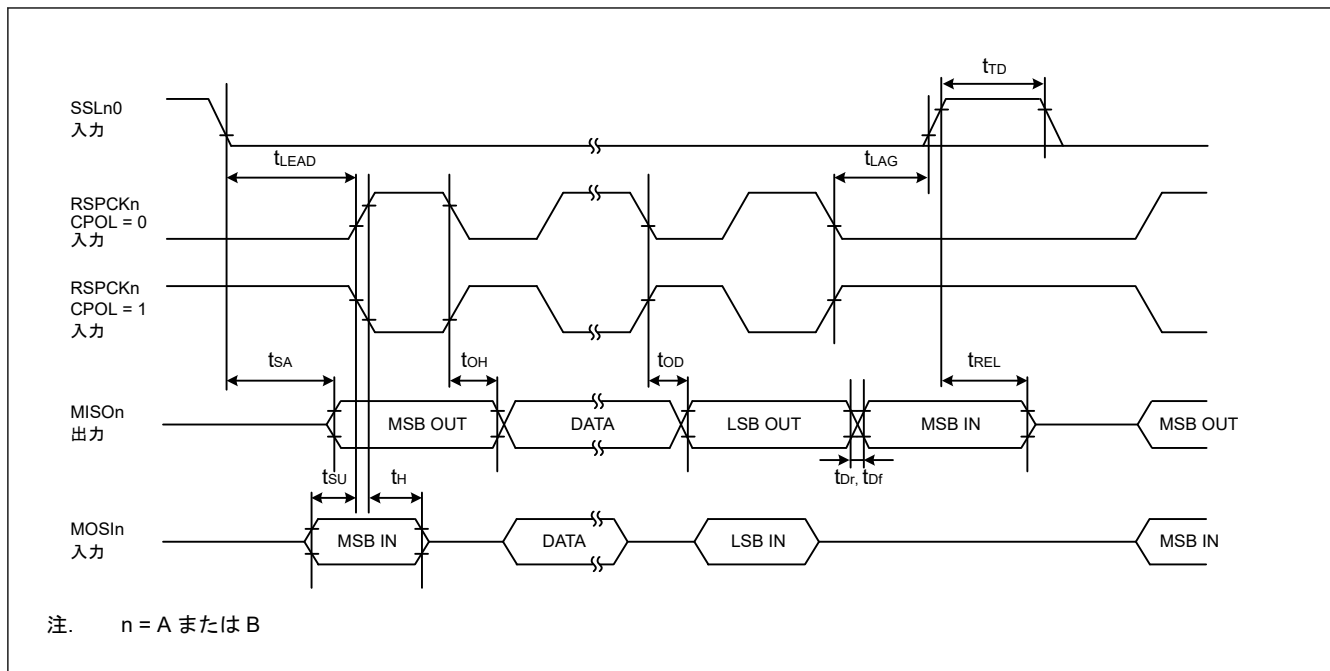 tTD
SSLn0
入力
tLEAD
tLAG
RSPCKn
CPOL = 0
入力
RSPCKn
CPOL = 1
入力
tSA
tOH
tOD
tREL
MISOn
出力
MSB OUT
DATA
LSB OUT
MSB IN
MSB OUT
tSU
tH
tDr, tDf
MOSIn
入力
MSB IN
DATA
LSB IN
MSB IN
注. n = A または B